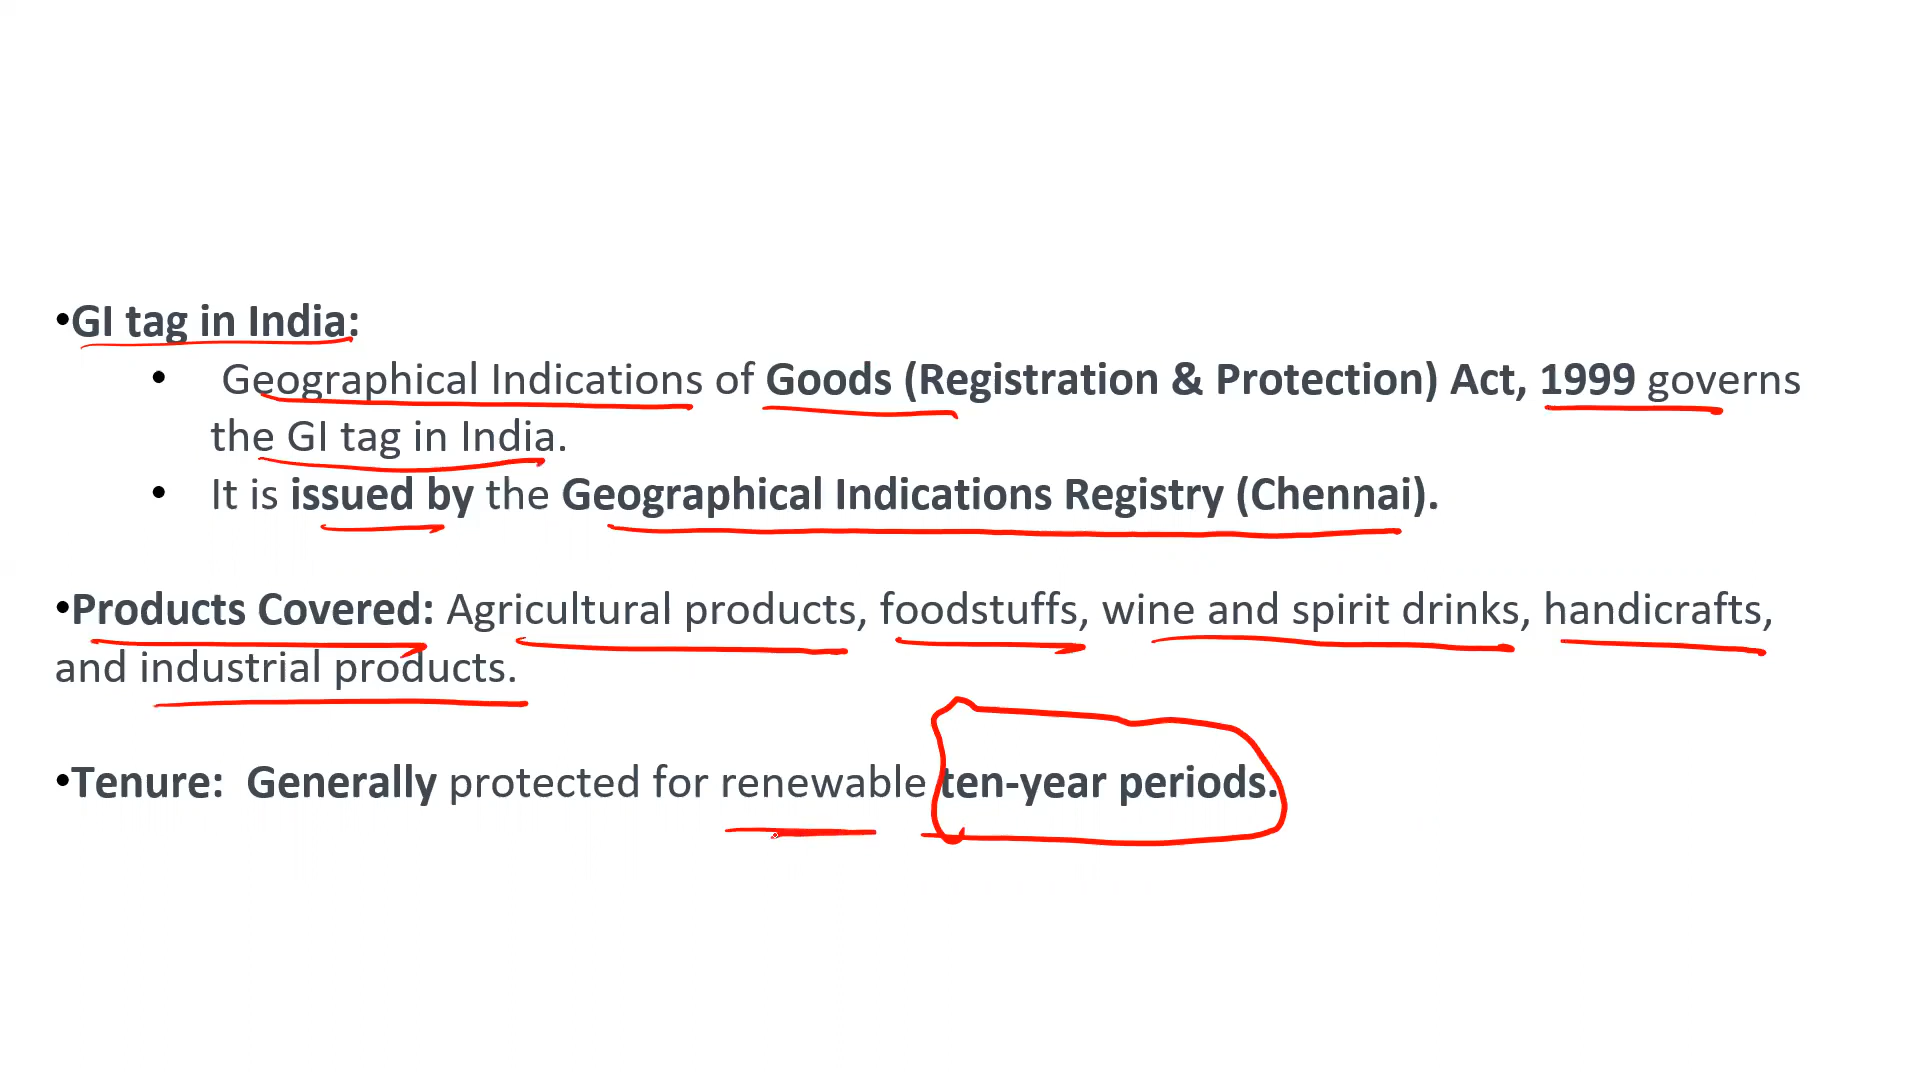 •GI tag in India:
• Geographical Indications of Goods (Registration & Protection) Act, 1999 governs
the GI tag in India.
• It is issued by the Geographical Indications Registry (Chennai).
•Products Covered: Agricultural products, foodstuffs, wine and spirit drinks, handicrafts,
and industrial products.
•Tenure: Generally protected for renewable ten-year periods.